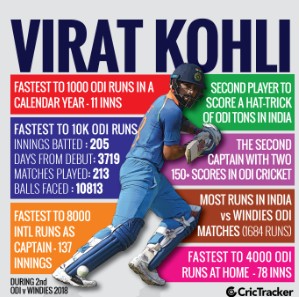 VIRAT KOHLI
FASTEST TO 1000 ODI RUNS IN A
CALENDAR YEAR - 11 INNS
FASTEST TO 10K ODI RUNS
INNINGS BATTED : 205
DAYS FROM DEBUT: 3719
MATCHES PLAYED: 213
BALLS FACED : 10813
FASTEST TO 8000
INTL RUNS AS
CAPTAIN - 137
INNINGS
DURING 2nd
ODI v WINDIES 2018
SECOND PLAYER TO
SCORE A HAT-TRICK
OF ODI TONS IN INDIA
THE SECOND
CAPTAIN WITH TWO
150+ SCORES IN ODI CRICKET
MOST RUNS IN INDIA
vs WINDIES ODI
MATCHES (1684 RUNS)
FASTEST TO 4000 ODI
RUNS AT HOME - 78 INNS
CricTracker